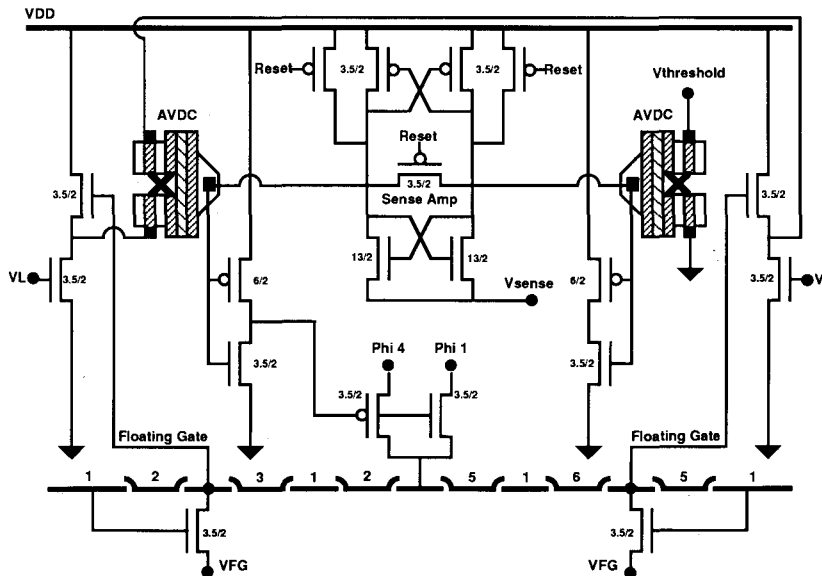 VDD
Reset
3.5/2
3.5/2
Reset
Vthreshold
AVDC
AVDC
Reset
3.5/2
3.5/2
3.5/2
Sense Amp
VL
3.5/2
6/2
13/2
13/2
6/2
3.5/2
V
Vsense
3.5/2
Phi 4
Phi 1
3.5/2
3.5/2
3.5/2
Floating Gate
Floating Gate
1
2
3
1
2
5
1
6
5
1
3.5/2
3.5/2
VFG
VFG